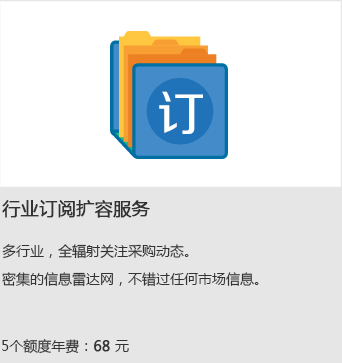 订
行业订阅扩容服务
多行业，全辐射关注采购动态。
密集的信息雷达网，不错过任何市场信息。
5个额度年费：68 元